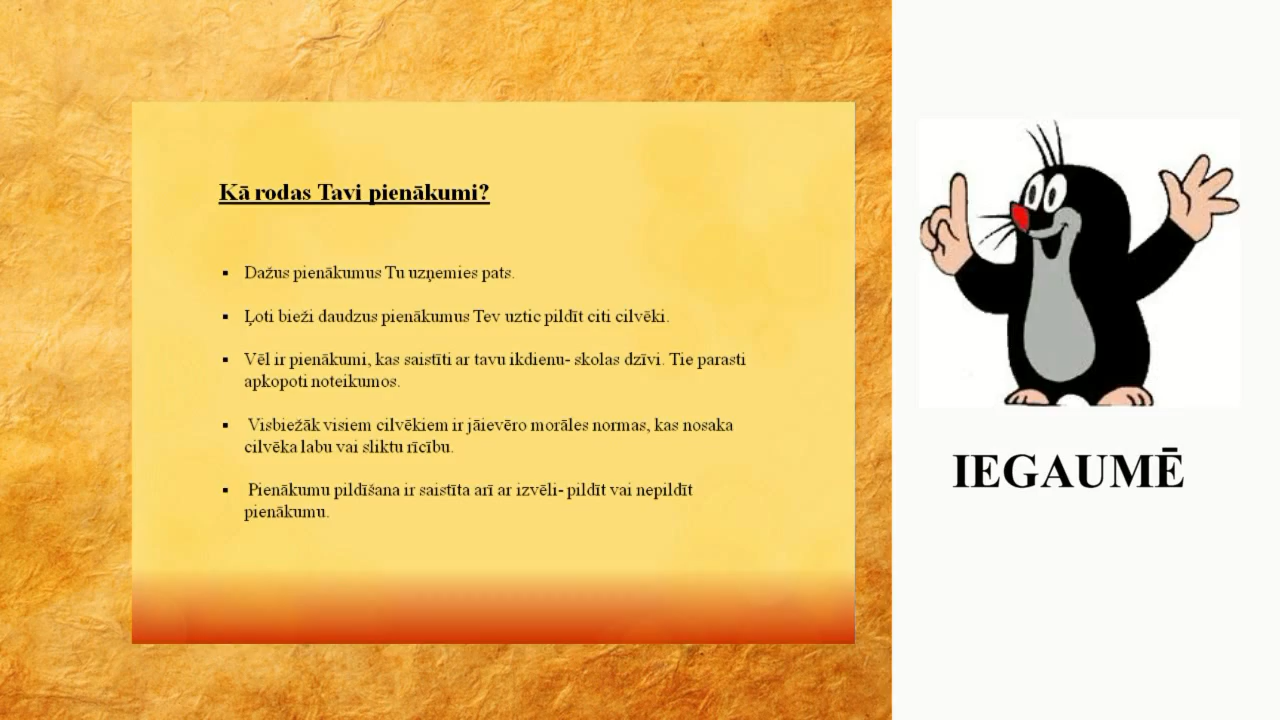 Kā rodas Tavi pienākumi?
▪ Dažus pienākumus Tu uzņemies pats.
▪ Ļoti bieži daudzus pienākumus Tev uztic pildīt citi cilvēki.
▪ Vēl ir pienākumi, kas saistīti ar tavu ikdienu- skolas dzīvi. Tie parasti
apkopoti noteikumos.
▪ Visbiežāk visiem cilvēkiem ir jāievēro morāles normas, kas nosaka
cilvēka labu vai sliktu rīcību.
▪ Pienākumu pildīšana ir saistīta arī ar izvēli- pildīt vai nepildīt
pienākumu.
IEGAUMĒ